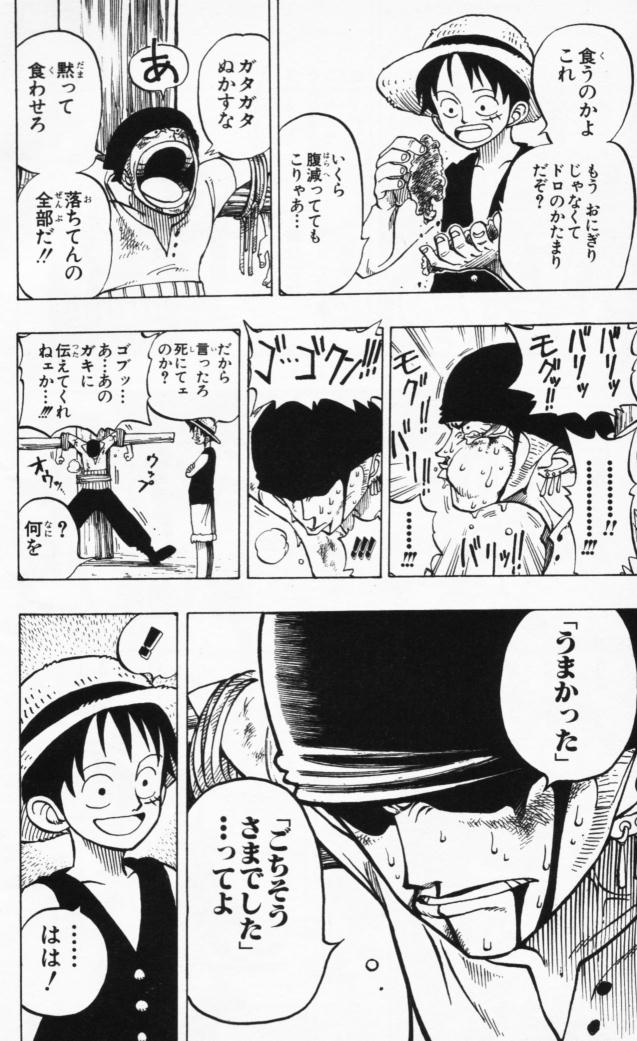 食うのかよ
これ
もう おにぎり
じゃなくて
ドロのかたまり
だぞ？
いくら
腹減ってても
こりゃあ…
ガタガタ
ぬかすな
あ
黙って
食わせろ
落ちてんの
全部だ!!
バリッ
バリッ
モグッ!!
………!!!
………!!!
モグ!!
バリ!!
バリッ!!
………!!!
ゴ…ゴクン!!!
だから
言ったろ
死にてェ
のか？
ゴブッ…
あ…あの
ガキに
伝えてくれ
ねェか…!!!
ウップ
オウッ
？
何を
「うまかった」
「ごちそう
さまでした」
…ってよ
!
……
はは！